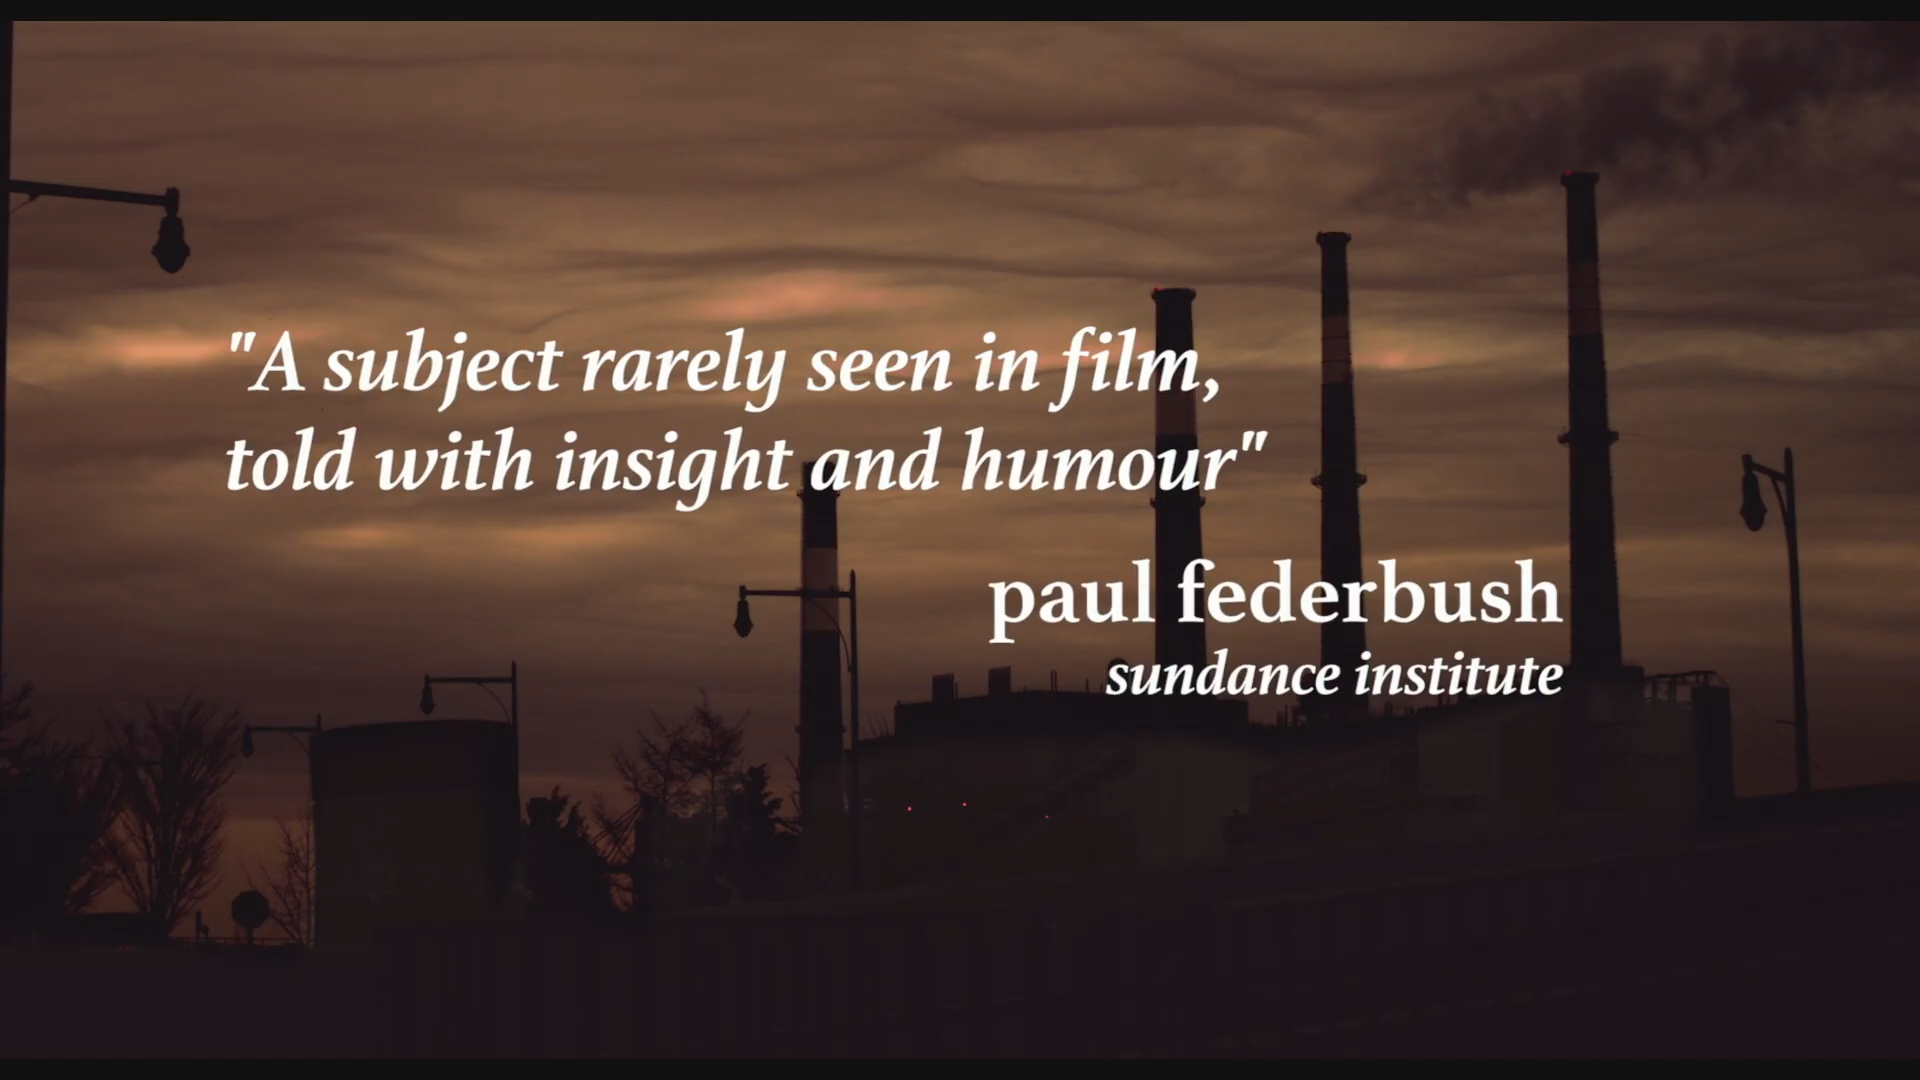 "A subject rarely seen in film,
told with insight and humour"
paul federbush
sundance institute